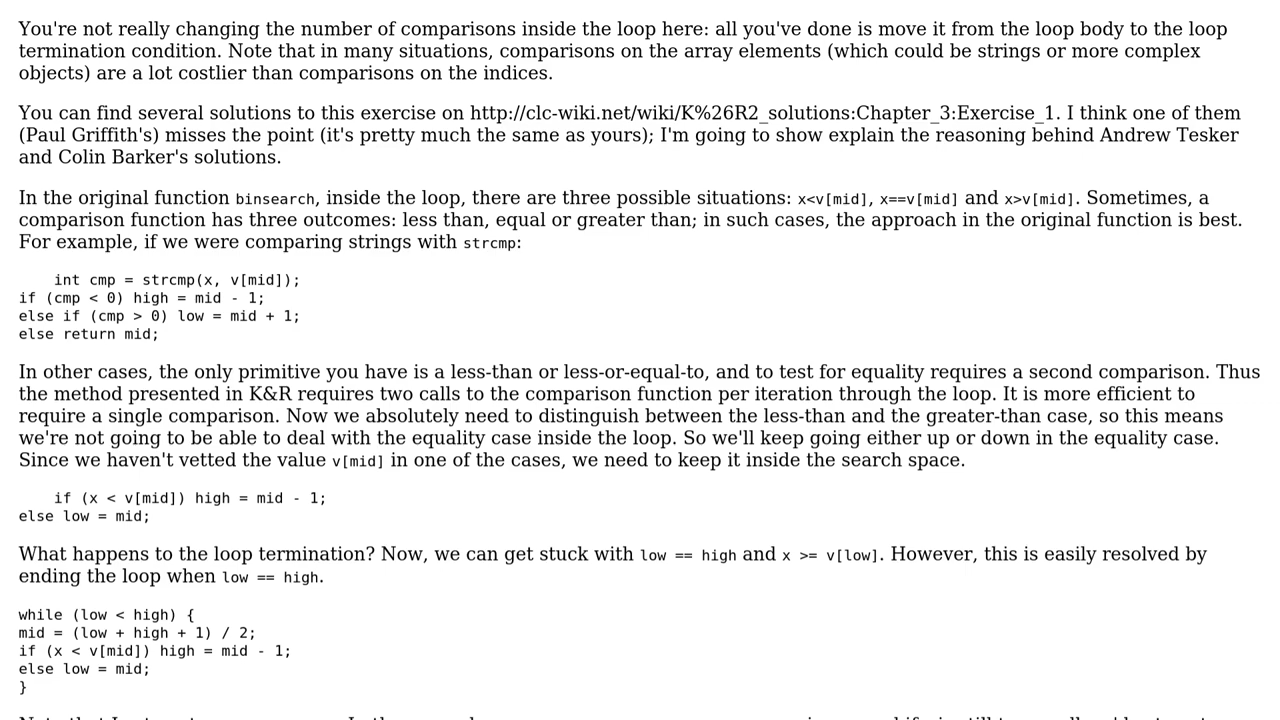 You're not really changing the number of comparisons inside the loop here: all you've done is move it from the loop body to the loop
termination condition. Note that in many situations, comparisons on the array elements (which could be strings or more complex
objects) are a lot costlier than comparisons on the indices.
You can find several solutions to this exercise on http://clc-wiki.net/wiki/K%26R2_solutions:Chapter_3:Exercise_1. I think one of them
(Paul Griffith's) misses the point (it's pretty much the same as yours); I'm going to show explain the reasoning behind Andrew Tesker
and Colin Barker's solutions.
In the original function binsearch, inside the loop, there are three possible situations: x<v[mid], x==v[mid] and x>v[mid]. Sometimes, a
comparison function has three outcomes: less than, equal or greater than; in such cases, the approach in the original function is best.
For example, if we were comparing strings with strcmp:
int cmp = strcmp(x, v[mid]);
if (cmp < 0) high = mid - 1;
else if (cmp > 0) low = mid + 1;
else return mid;
In other cases, the only primitive you have is a less-than or less-or-equal-to, and to test for equality requires a second comparison. Thus
the method presented in K&R requires two calls to the comparison function per iteration through the loop. It is more efficient to
require a single comparison. Now we absolutely need to distinguish between the less-than and the greater-than case, so this means
we're not going to be able to deal with the equality case inside the loop. So we'll keep going either up or down in the equality case.
Since we haven't vetted the value v[mid] in one of the cases, we need to keep it inside the search space.
if (x < v[mid]) high = mid - 1;
else low = mid;
What happens to the loop termination? Now, we can get stuck with low == high and x >= v[low]. However, this is easily resolved by
ending the loop when low == high.
while (low < high) {
mid = (low + high + 1) / 2;
if (x < v[mid]) high = mid - 1;
else low = mid;
}